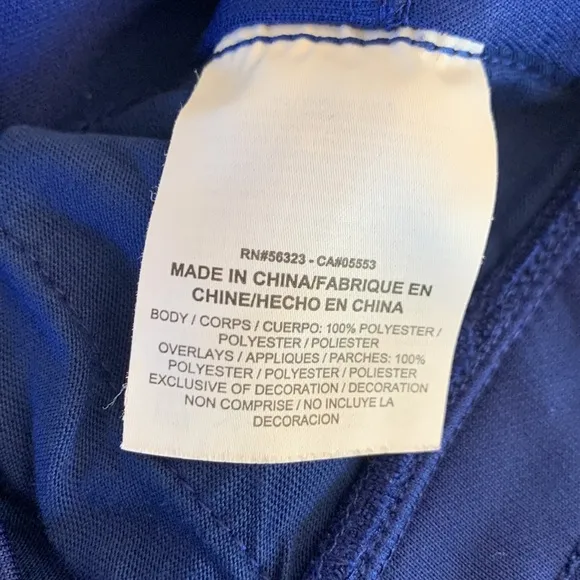 RN#56323 - CA#05553
MADE IN CHINA/FABRIQUE EN
CHINE/HECHO EN CHINA
BODY / CORPS / CUERPO: 100% POLYESTER /
POLYESTER / POLIESTER
OVERLAYS / APPLIQUES / PARCHES: 100%
POLYESTER / POLYESTER / POLIESTER
EXCLUSIVE OF DECORATION / DECORATION
NON COMPRISE / NO INCLUYE LA
DECORACION